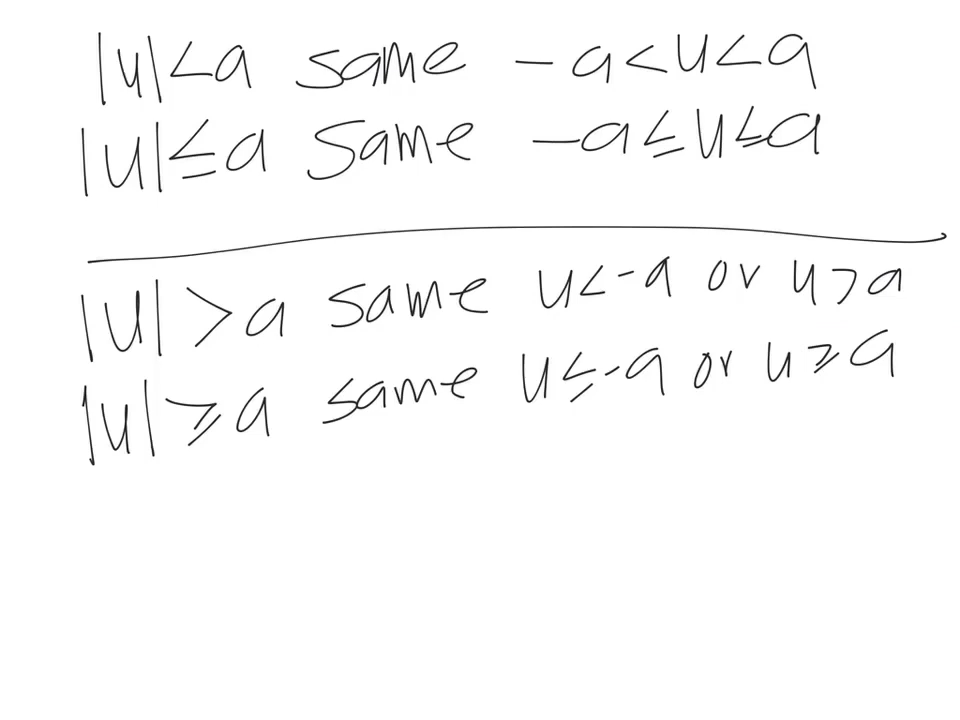 |u|<a same -a<u<a
|u|≤a same -a≤u≤a
|u|>a same u<-a or u>a
|u|≥a same u≤-a or u≥a